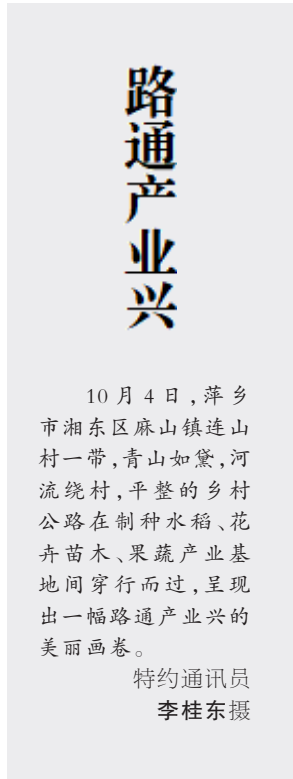 路通产业兴
10月4日,萍乡
市湘东区麻山镇连山
村一带,青山如黛,河
流绕村,平整的乡村
公路在制种水稻、花
卉苗木、果蔬产业基
地间穿行而过,呈现
出一幅路通产业兴的
美丽画卷。
特约通讯员
李桂东摄